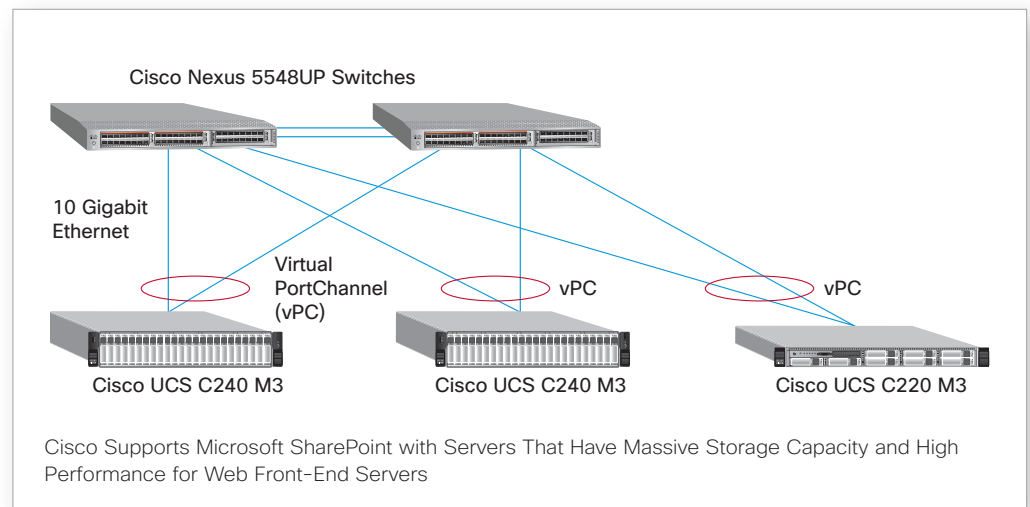 Cisco Nexus 5548UP Switches
10 Gigabit
Ethernet
Virtual
PortChannel
(vPC)
vPC
vPC
Cisco UCS C240 M3
Cisco UCS C240 M3
Cisco UCS C220 M3
Cisco Supports Microsoft SharePoint with Servers That Have Massive Storage Capacity and High
Performance for Web Front-End Servers